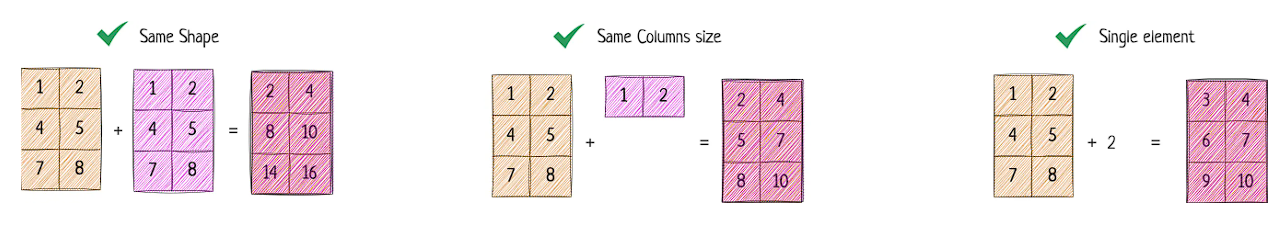 ✔ Same Shape
1 2 1 2 2 4
4 5 + 4 5 = 8 10
7 8 7 8 14 16
✔ Same Columns size
1 2 1 2 2 4
4 5 + = 5 7
7 8 8 10
✔ Single element
1 2 3 4
4 5 + 2 = 6 7
7 8 9 10